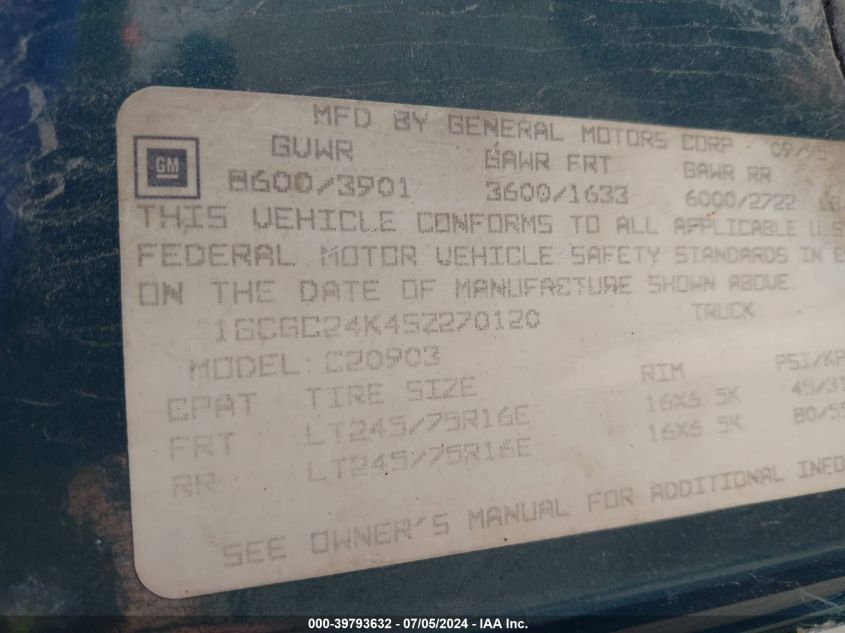 MFD BY GENERAL MOTORS CORP 09/95
GM
GVWR GAWR FRT GAWR RR
8600/3901 3600/1633 6000/2722
THIS VEHICLE CONFORMS TO ALL APPLICABLE U.S
FEDERAL MOTOR VEHICLE SAFETY STANDARDS IN E
ON THE DATE OF MANUFACTURE SHOWN ABOVE.
1GCGC24K4SZ270120 TRUCK
MODEL: C20903
CPAT TIRE SIZE RIM PSI/KP
FRT LT245/75R16E 16X6.5K 45/31
RR LT245/75R16E 16X6.5K 80/55
SEE OWNER'S MANUAL FOR ADDITIONAL INFO
000-39793632 - 07/05/2024 - IAA Inc.